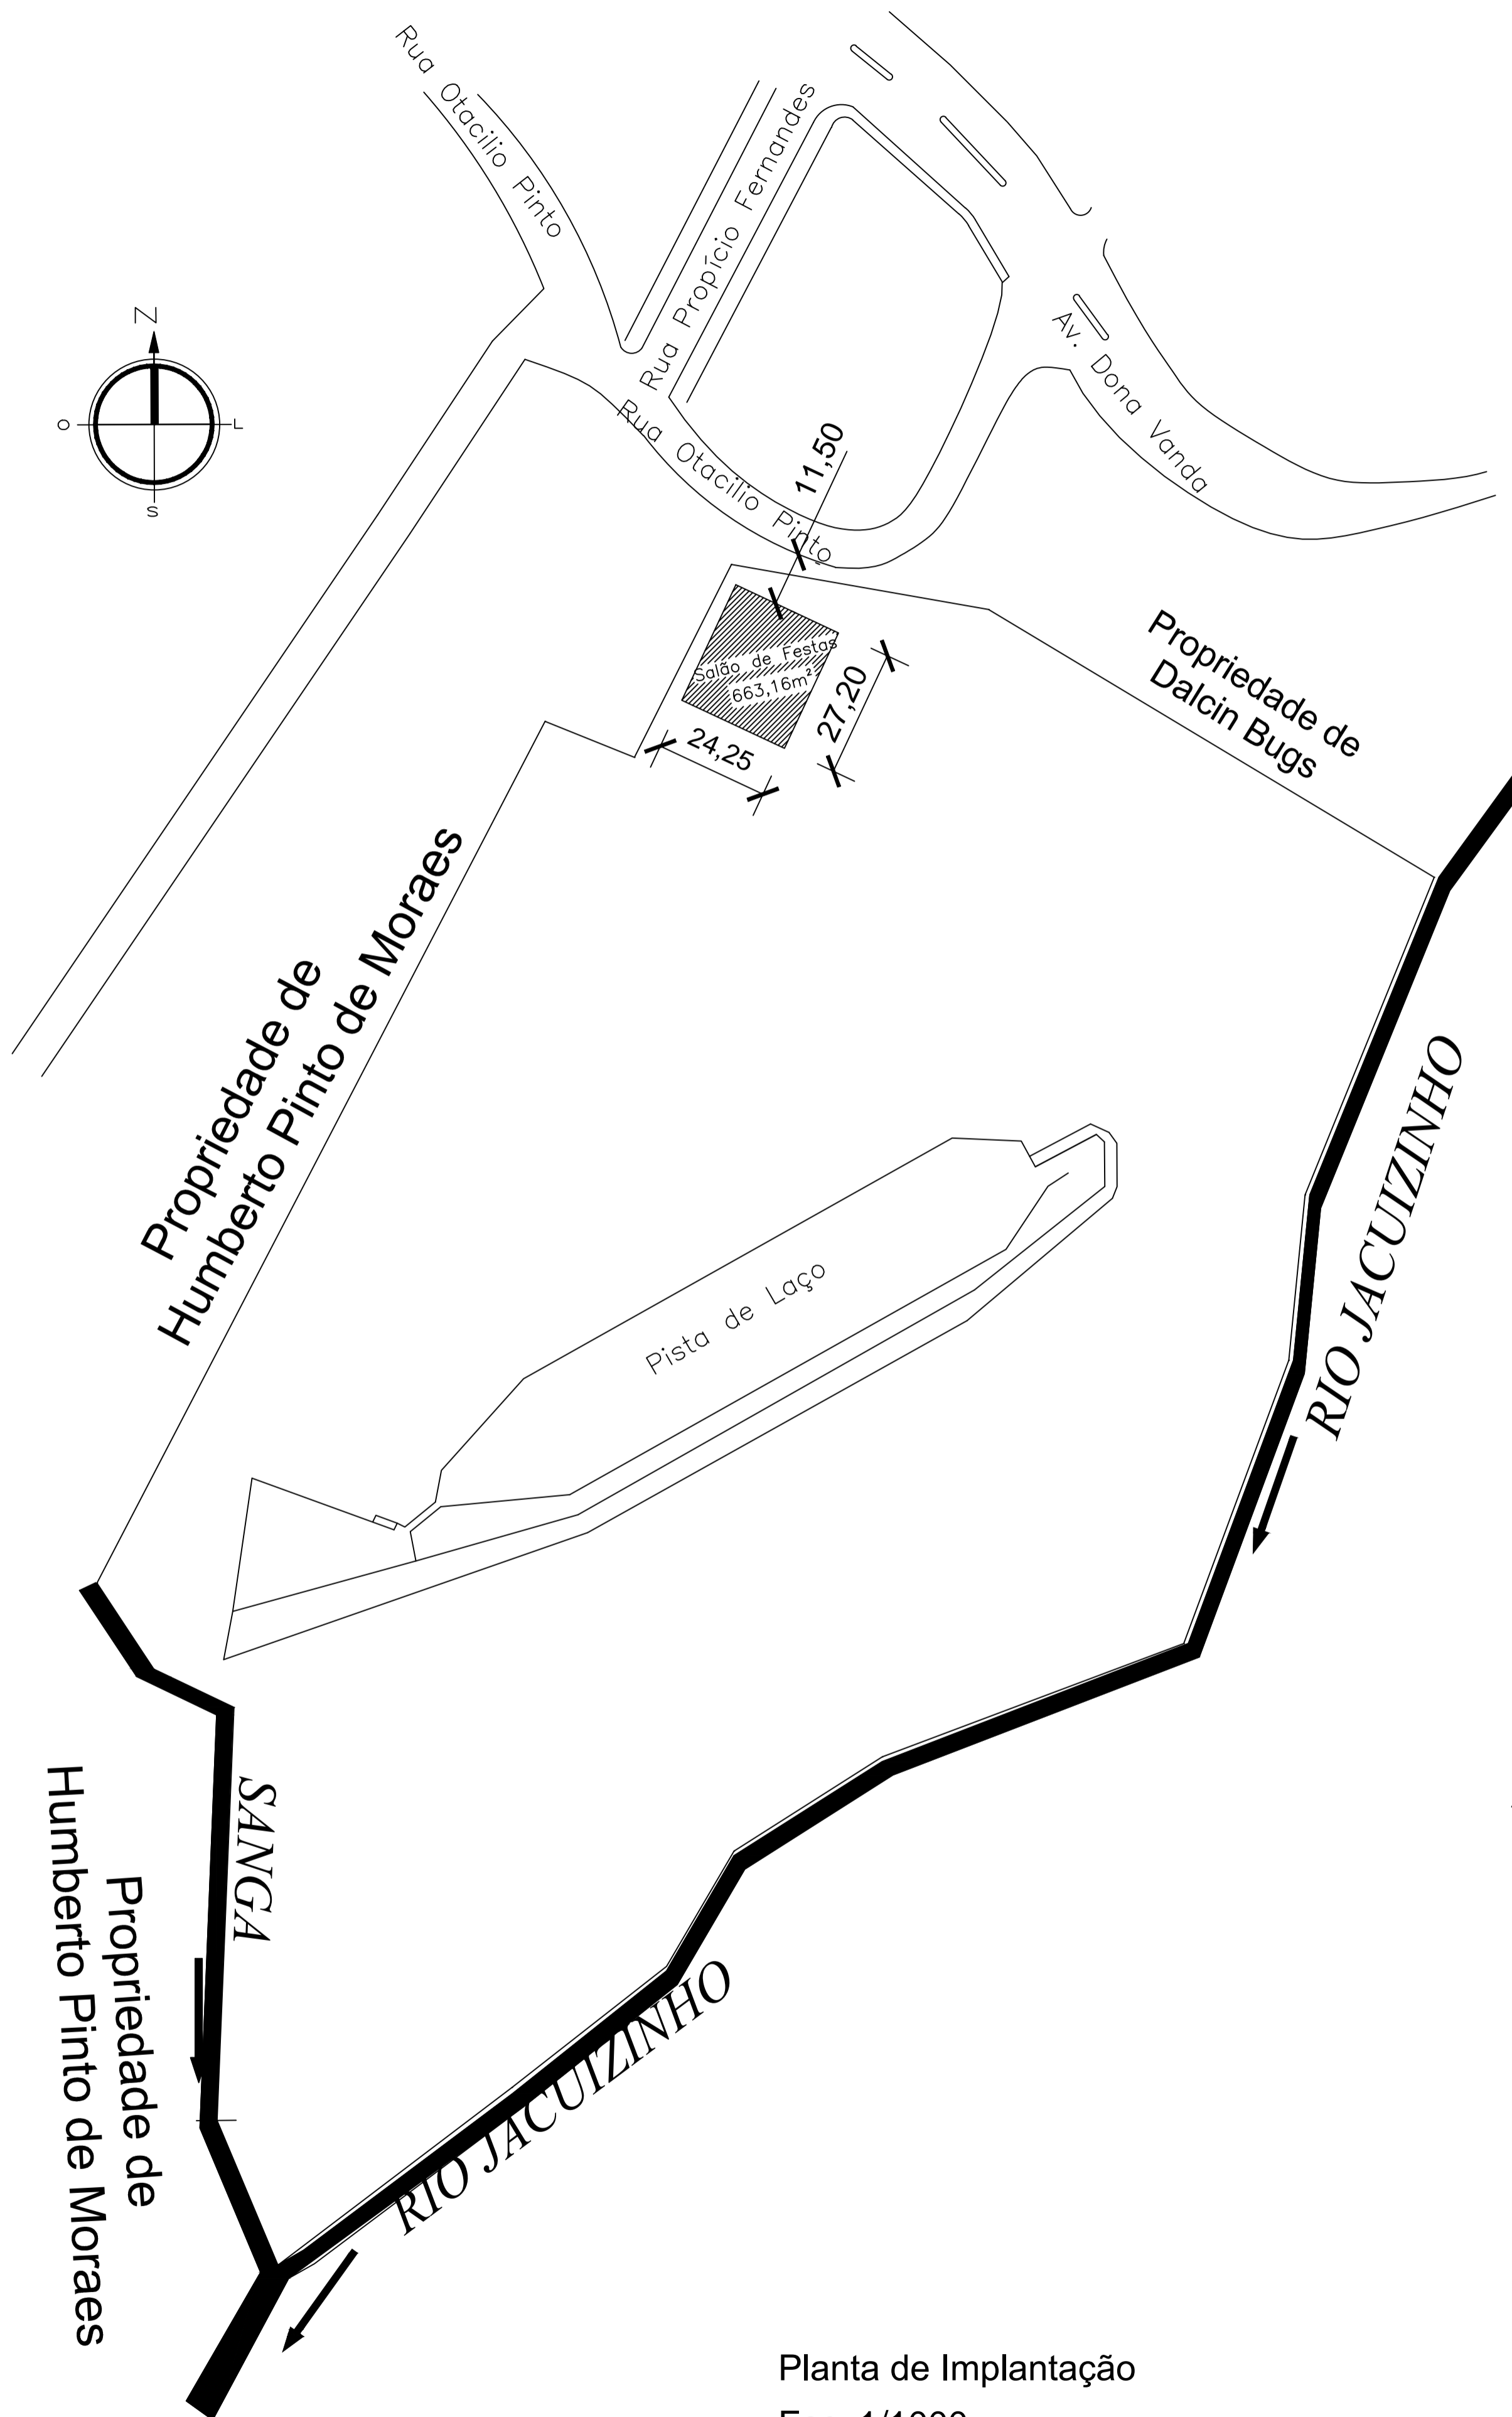 Rua Otacilio Pinto
Rua Propício Fernandes
Av. Dona Vanda
Rua Otacilio Pinto
N
O
L
S
11,50
Salão de Festas
663,16m²
27,20
24,25
Propriedade de
Dalcin Bugs
Propriedade de
Humberto Pinto de Moraes
RIO JACUIZINHO
Pista de Laço
SANGA
Propriedade de
Humberto Pinto de Moraes
RIO JACUIZINHO
Planta de Implantação